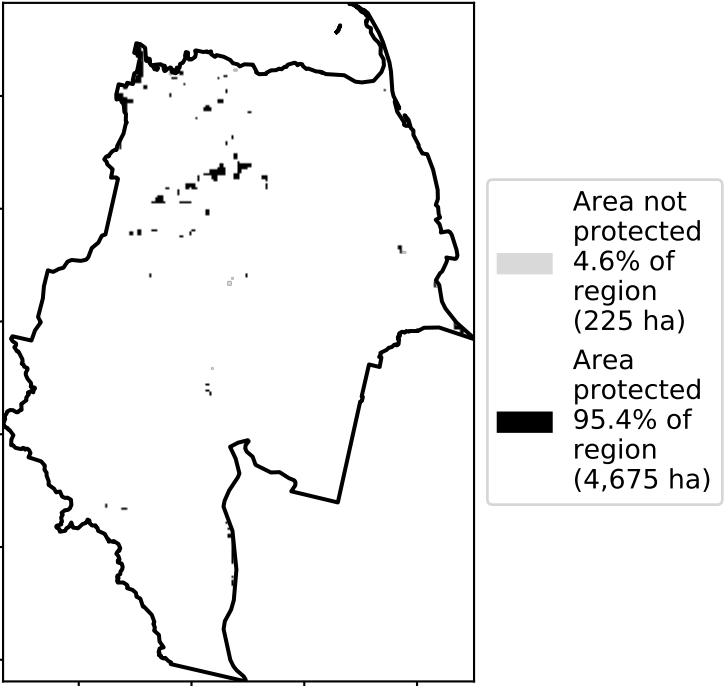 Area not
protected
4.6% of
region
(225 ha)
Area
protected
95.4% of
region
(4,675 ha)